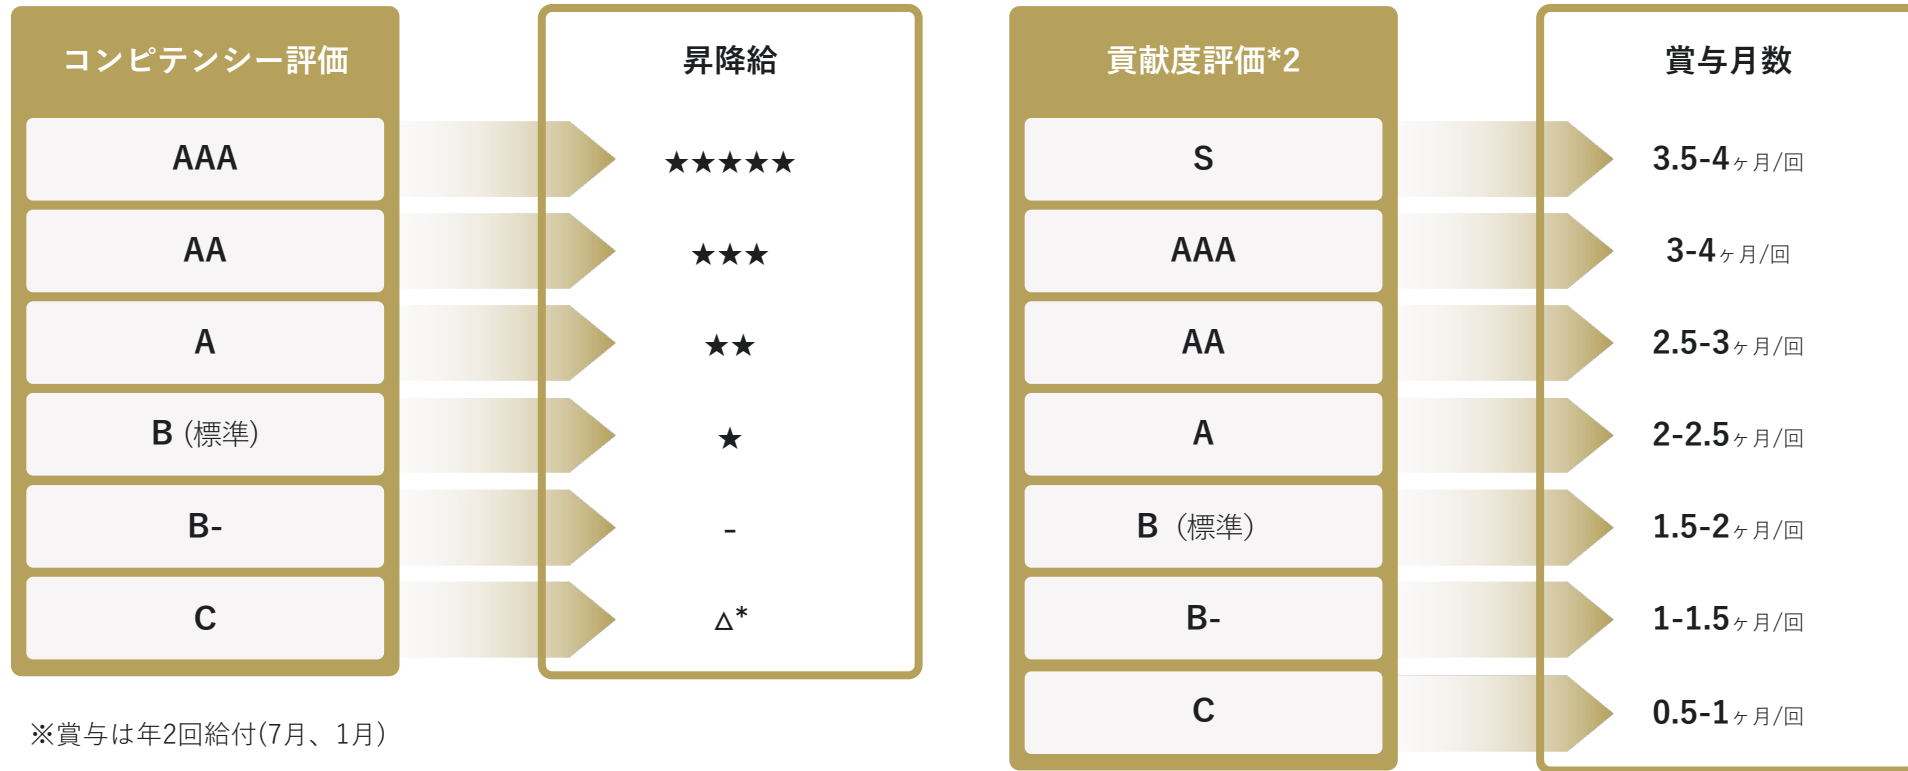 コンピテンシー評価
昇降給
AAA
★★★★★
AA
★★★
A
★★
B (標準)
★
B-
-
C
△*
※賞与は年2回給付(7月、1月)
貢献度評価*2
賞与月数
S
3.5-4ヶ月/回
AAA
3-4ヶ月/回
AA
2.5-3ヶ月/回
A
2-2.5ヶ月/回
B（標準）
1.5-2ヶ月/回
B-
1-1.5ヶ月/回
C
0.5-1ヶ月/回